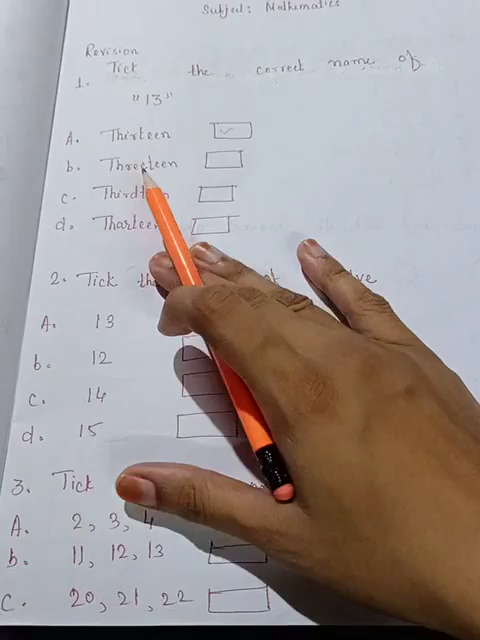 Subject: Mathematics
Revision
1. Tick the correct name of
"13"
A. Thirteen
b. Threeteen
c.
d. Tharteen
2. Tick
A. 13
b. 12
c. 14
d. 15
3. Tick
A. 2, 3, 4
b. 11, 12, 13
c. 20, 21, 22